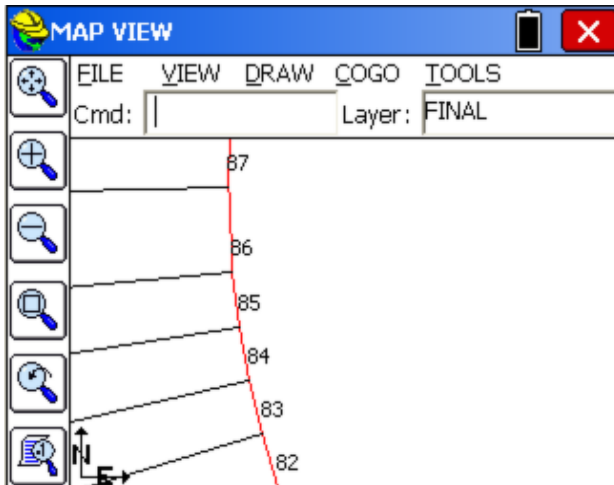 MAP VIEW
FILE VIEW DRAW COGO TOOLS
Cmd: Layer: FINAL
87
86
85
84
83
82
N
E